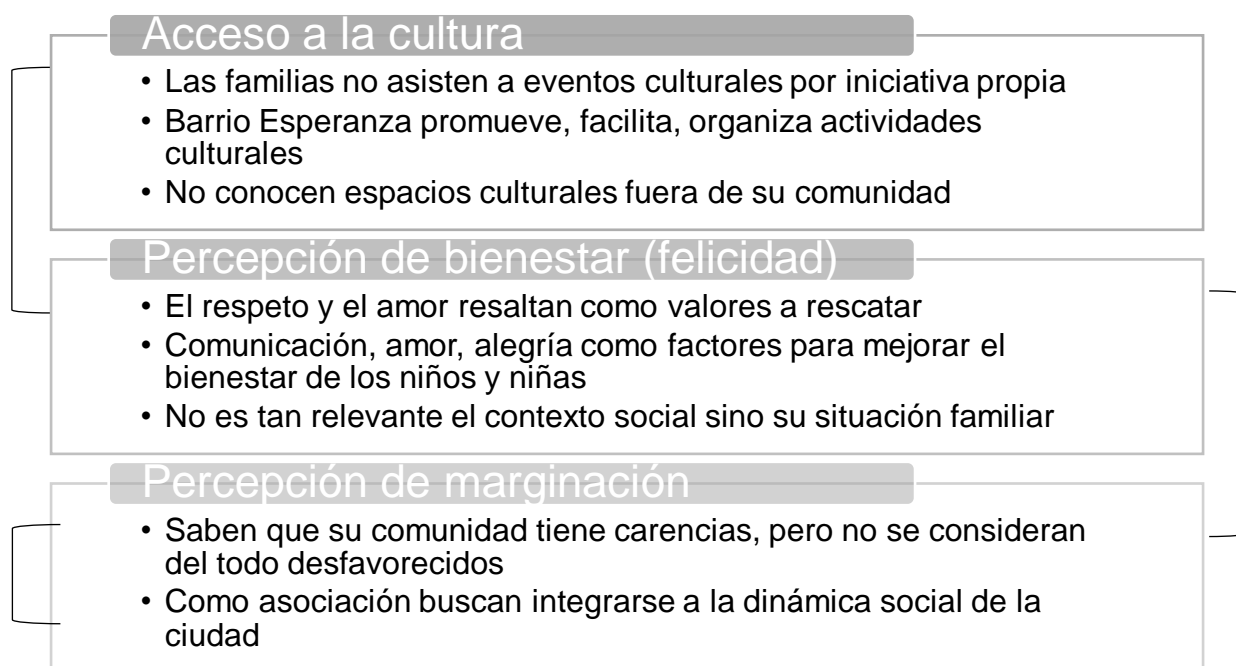 Acceso a la cultura
• Las familias no asisten a eventos culturales por iniciativa propia
• Barrio Esperanza promueve, facilita, organiza actividades
culturales
• No conocen espacios culturales fuera de su comunidad
Percepción de bienestar (felicidad)
• El respeto y el amor resaltan como valores a rescatar
• Comunicación, amor, alegría como factores para mejorar el
bienestar de los niños y niñas
• No es tan relevante el contexto social sino su situación familiar
Percepción de marginación
• Saben que su comunidad tiene carencias, pero no se consideran
del todo desfavorecidos
• Como asociación buscan integrarse a la dinámica social de la
ciudad